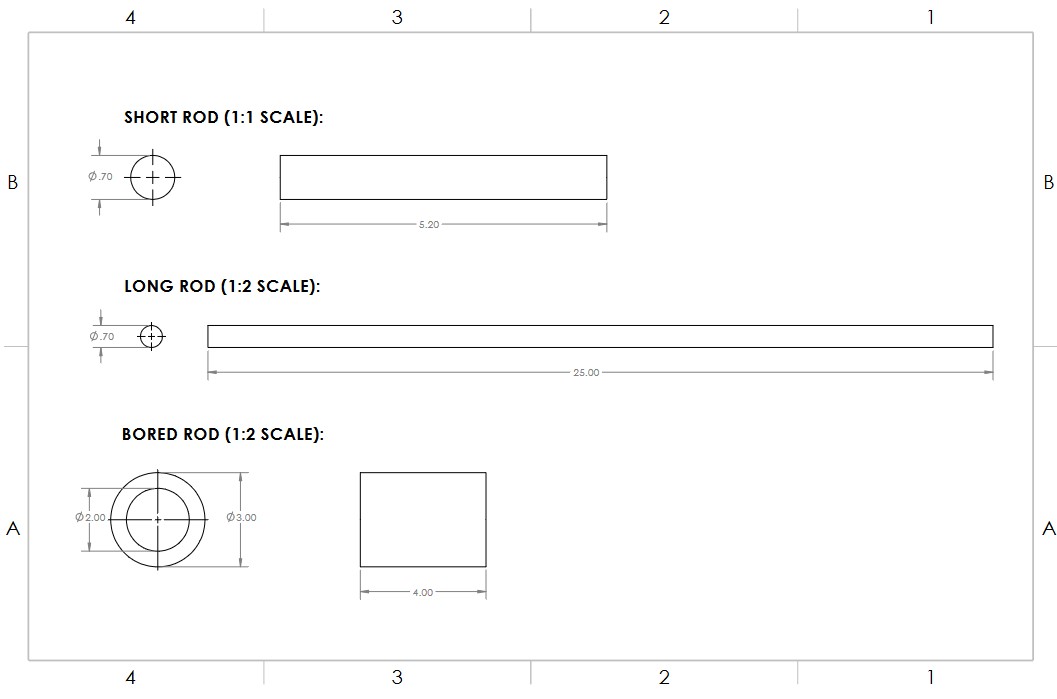 4 3 2 1
SHORT ROD (1:1 SCALE):
B Ø.70 B
5.20
LONG ROD (1:2 SCALE):
Ø.70
25.00
BORED ROD (1:2 SCALE):
Ø2.00 Ø3.00
A A
4.00
4 3 2 1